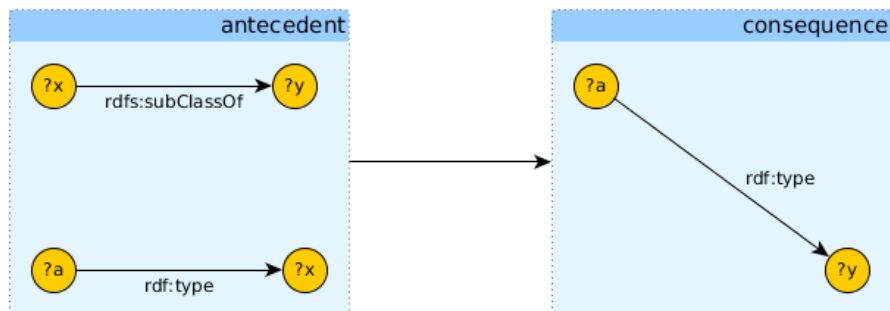 antecedent
consequence
?x
?y
rdfs:subClassOf
?a
?x
rdf:type
?a
rdf:type
?y